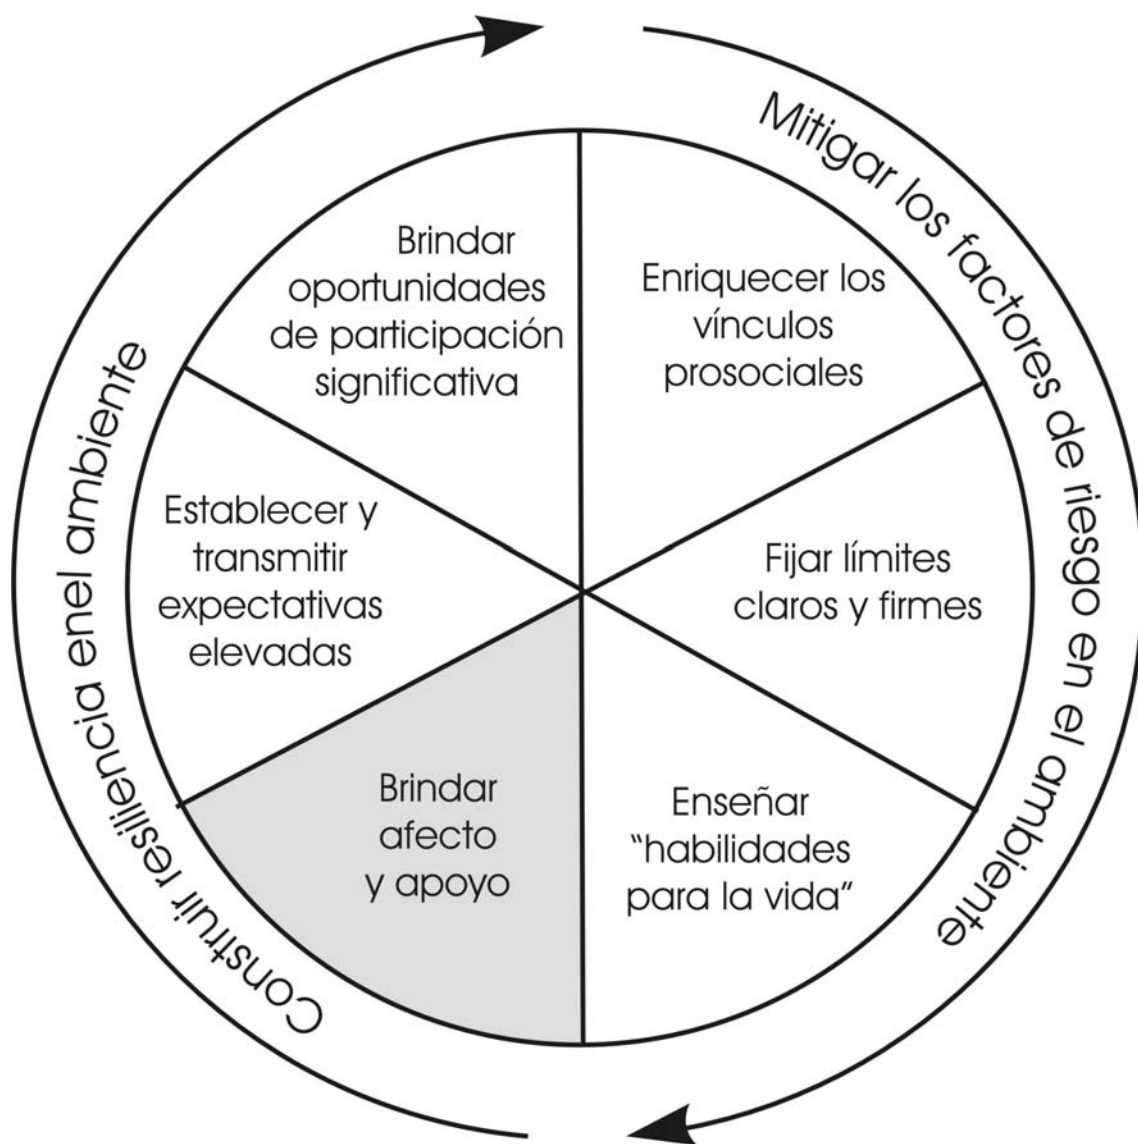 Mitigar los factores de riesgo en el ambiente
Enriquecer los
vínculos
prosociales
Fijar límites
claros y firmes
Enseñar
“habilidades
para la vida”
Construir resiliencia enel ambiente
Brindar
afecto
y apoyo
Establecer y
transmitir
expectativas
elevadas
Brindar
oportunidades
de participación
significativa